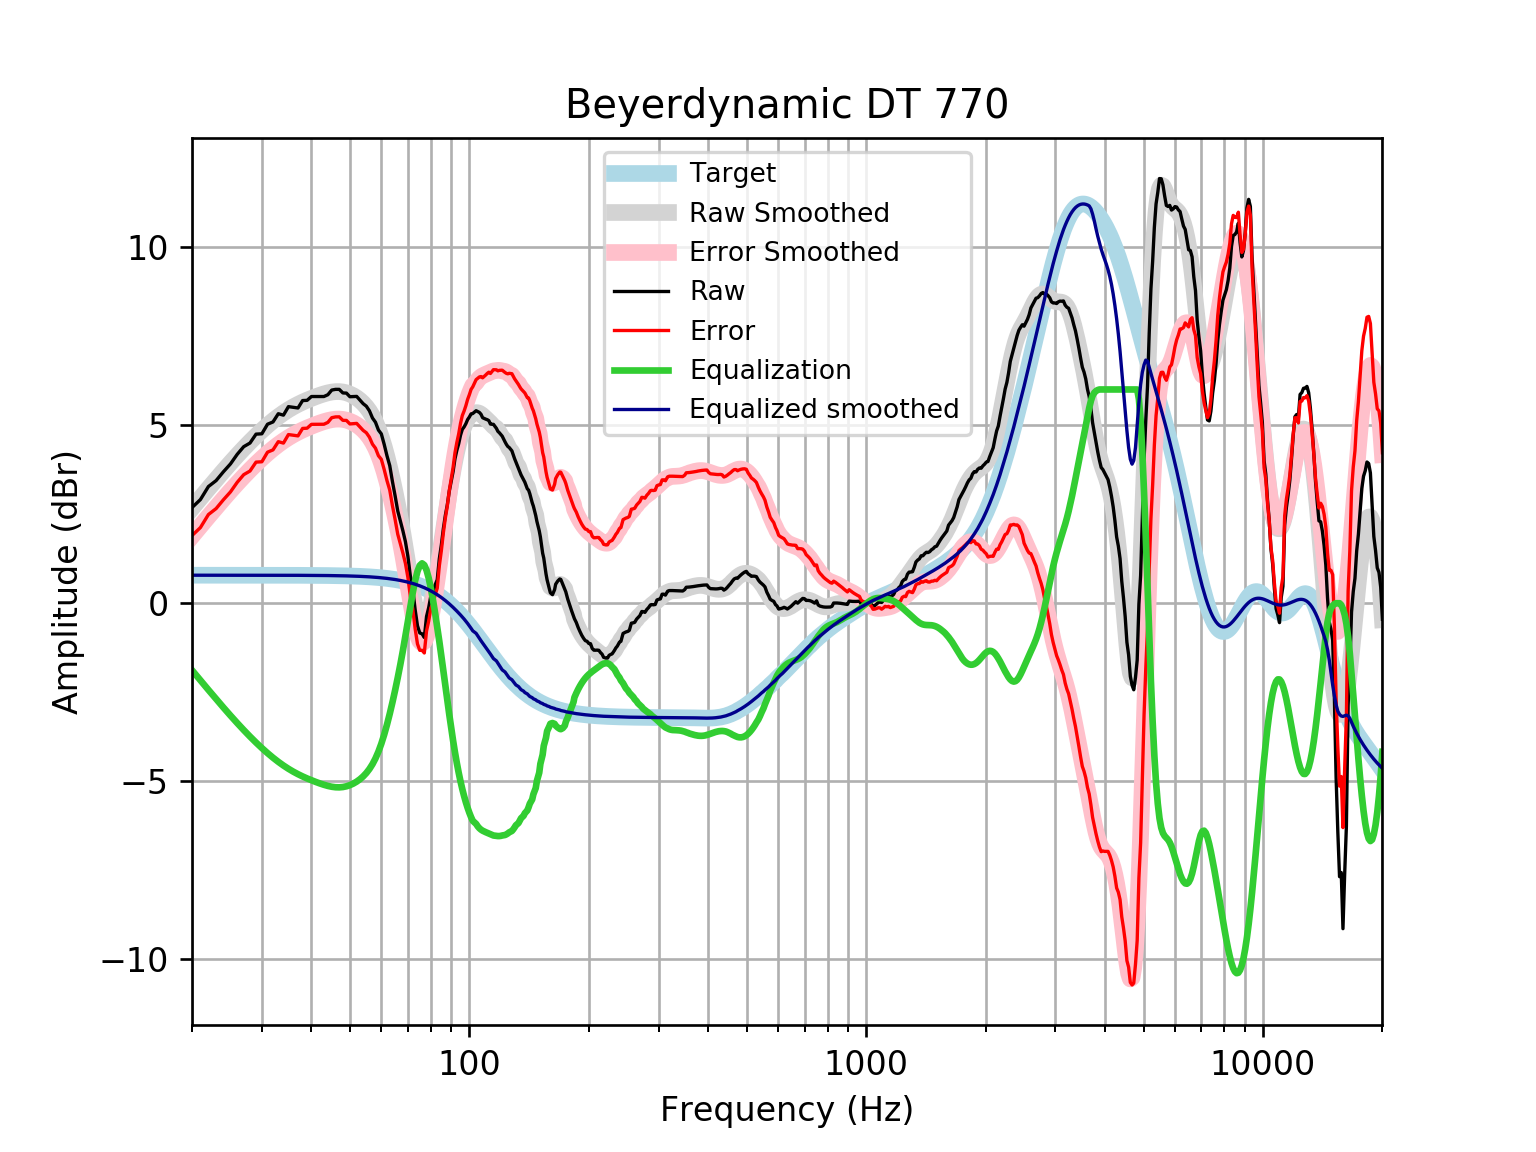 Beyerdynamic DT 770
Target
Raw Smoothed
Error Smoothed
Raw
Error
Equalization
Equalized smoothed
10
5
0
−5
−10
Amplitude (dBr)
100 1000 10000
Frequency (Hz)